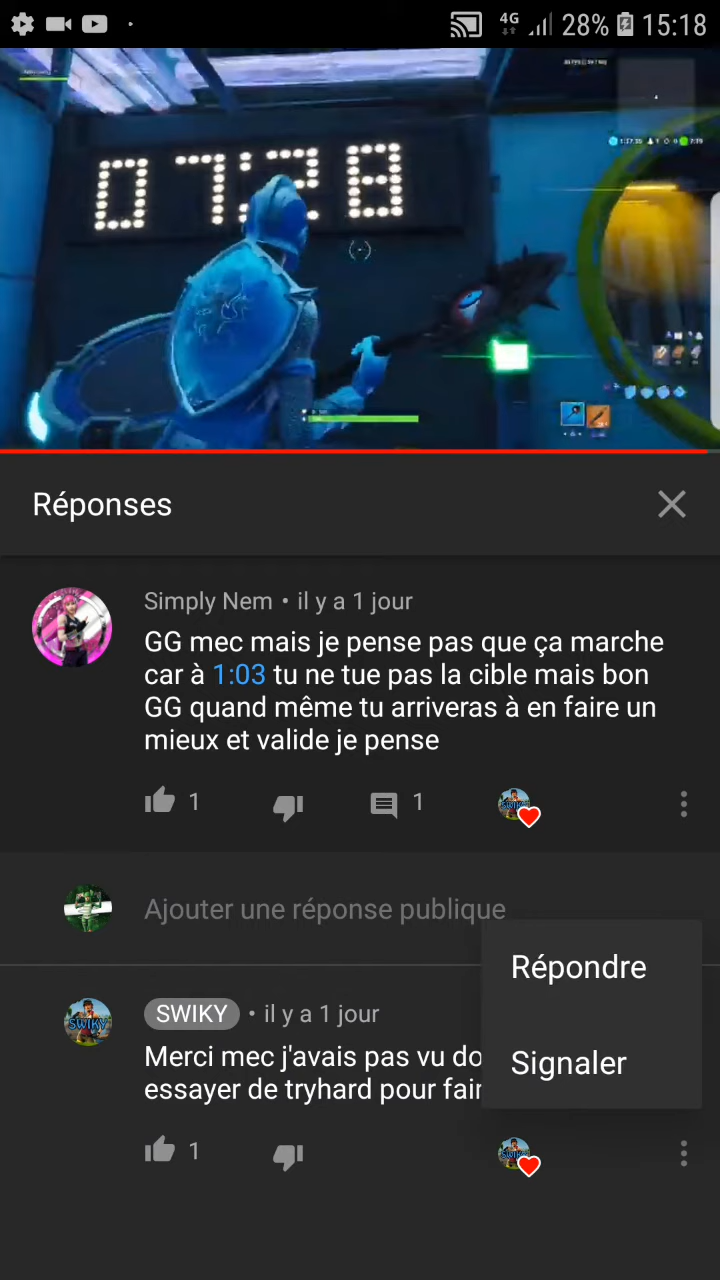 4G 28% 15:18
07:28
Réponses
Simply Nem • il y a 1 jour
GG mec mais je pense pas que ça marche
car à 1:03 tu ne tue pas la cible mais bon
GG quand même tu arriveras à en faire un
mieux et valide je pense
1
1
Ajouter une réponse publique
Répondre
SWIKY • il y a 1 jour
Merci mec j'avais pas vu
Signaler
essayer de tryhard pour
1